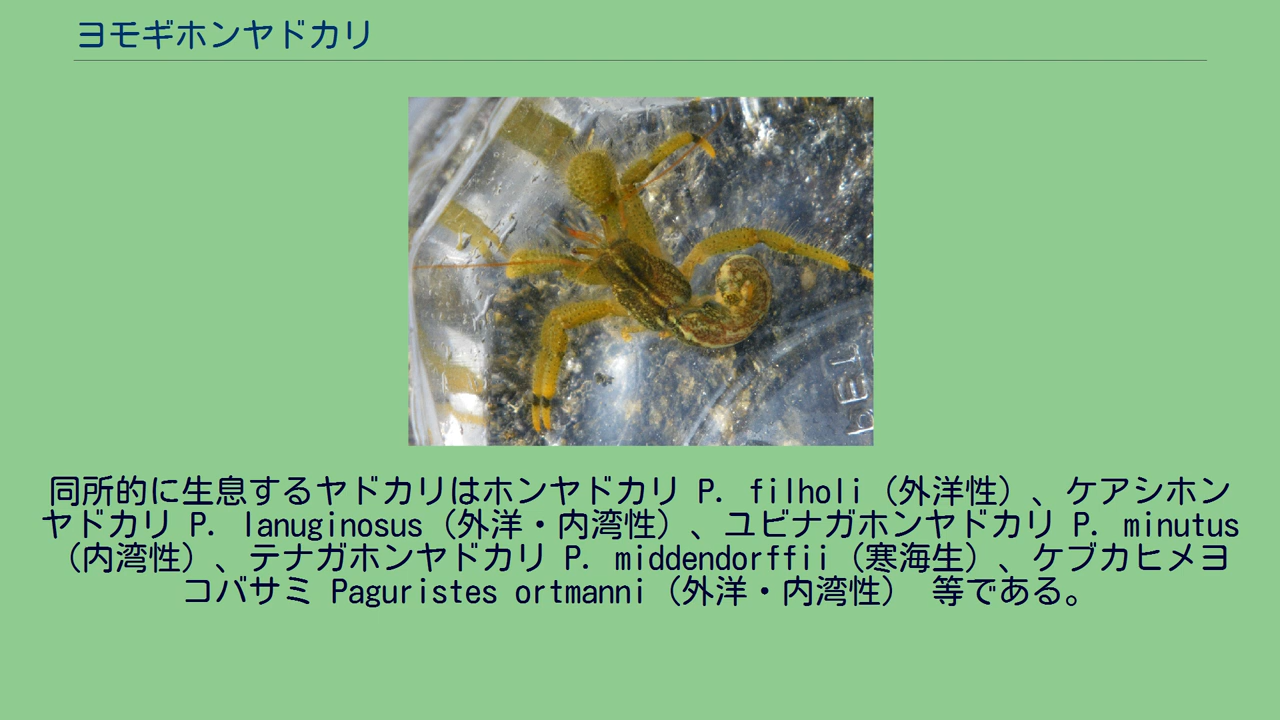 ヨモギホンヤドカリ
同所的に生息するヤドカリはホンヤドカリ P. filholi（外洋性）、ケアシホン
ヤドカリ P. lanuginosus（外洋・内湾性）、ユビナガホンヤドカリ P. minutus
（内湾性）、テナガホンヤドカリ P. middendorffii（寒海生）、ケブカヒメヨ
コバサミ Paguristes ortmanni（外洋・内湾性） 等である。